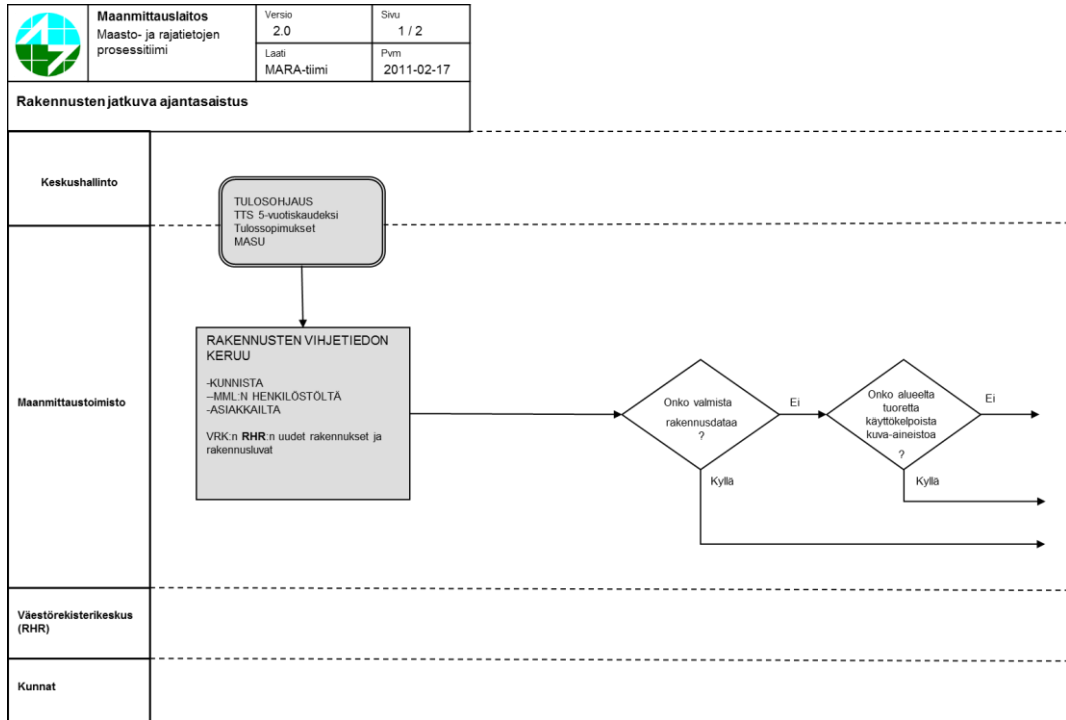 Maanmittauslaitos
Maasto- ja rajatietojen
prosessitiimi
Versio
2.0
Sivu
1 / 2
Laati
MARA-tiimi
Pvm
2011-02-17
Rakennusten jatkuva ajantasaistus
Keskushallinto
TULOSOHJAUS
TTS 5-vuotiskaudeksi
Tulossopimukset
MASU
Maanmittaustoimisto
RAKENNUSTEN VIHJETIEDON
KERUU
-KUNNISTA
–MML:N HENKILÖSTÖLTÄ
-ASIAKKAILTA
VRK:n RHR:n uudet rakennukset ja
rakennusluvat
Onko valmista
rakennusdataa
?
Ei
Kyllä
Onko alueelta
tuoretta
käyttökelpoista
kuva-aineistoa
?
Ei
Kyllä
Väestörekisterikeskus
(RHR)
Kunnat